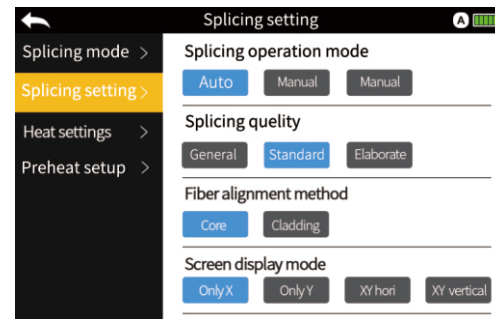 Splicing setting A
Splicing mode >
Splicing setting >
Heat settings >
Preheat setup >
Splicing operation mode
Auto Manual Manual
Splicing quelity
General Standard Elaborate
Fiber alignment method
Core Cladding
Screen display mode
Only X Only Y XY hori XY vertical